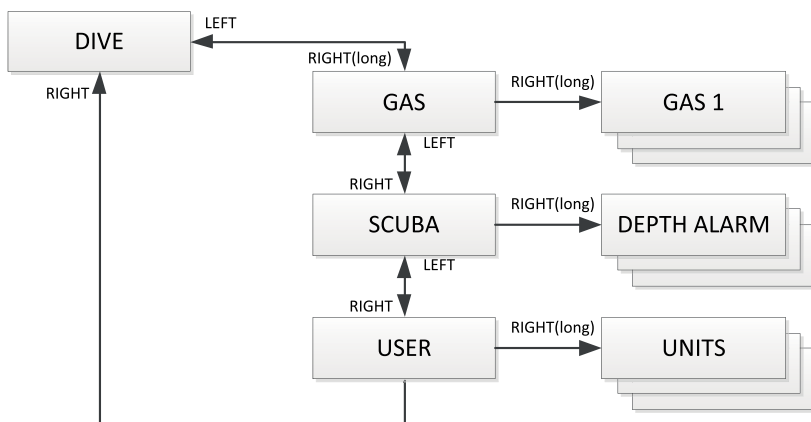 LEFT
DIVE
RIGHT(long)
RIGHT(long)
RIGHT
GAS
GAS 1
LEFT
RIGHT
RIGHT(long)
SCUBA
DEPTH ALARM
LEFT
RIGHT
RIGHT(long)
USER
UNITS